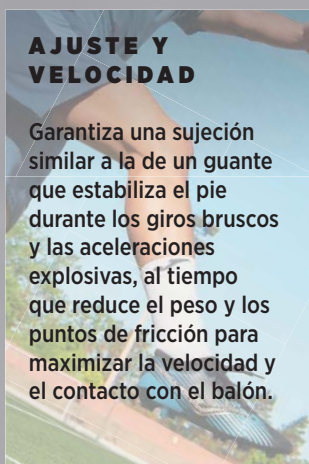 AJUSTE Y
VELOCIDAD
Garantiza una sujeción
similar a la de un guante
que estabiliza el pie
durante los giros bruscos
y las aceleraciones
explosivas, al tiempo
que reduce el peso y los
puntos de fricción para
maximizar la velocidad y
el contacto con el balón.